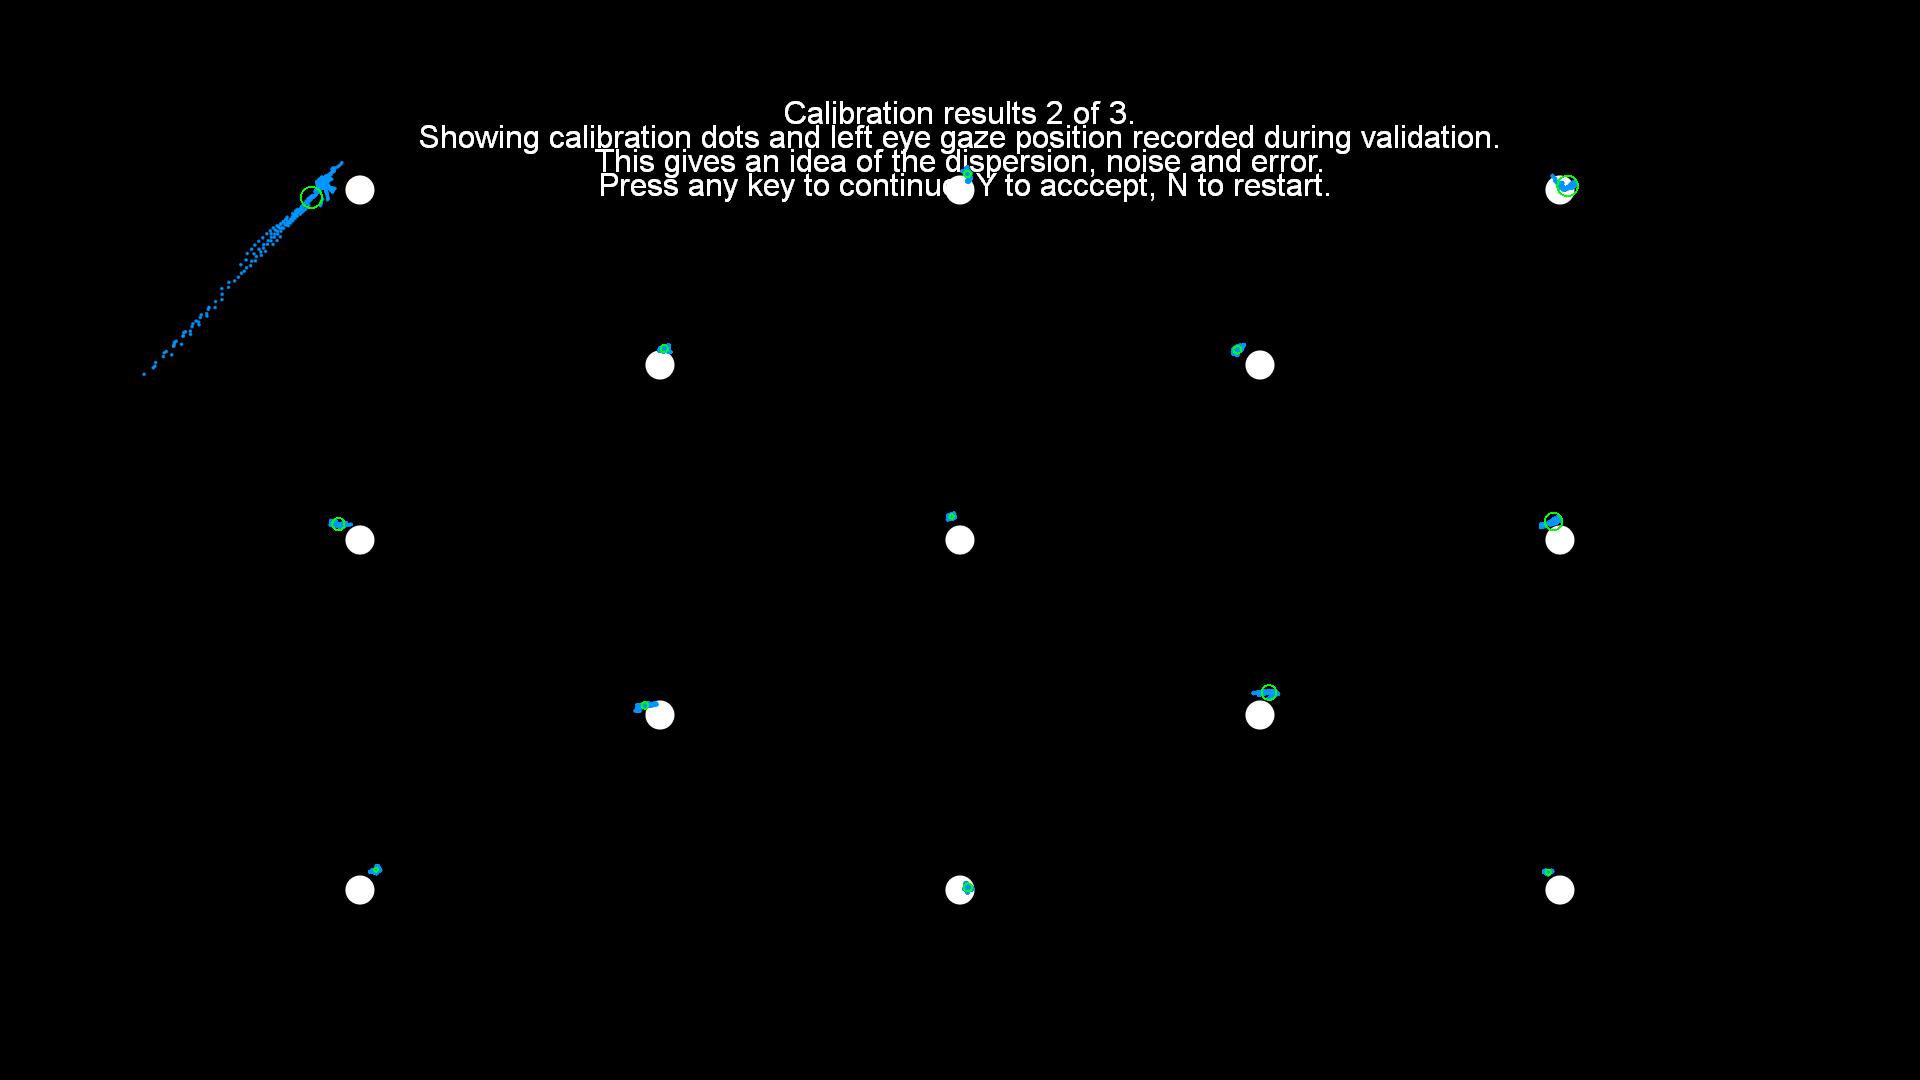 Calibration results 2 of 3.
Showing calibration dots and left eye gaze position recorded during validation.
This gives an idea of the dispersion, noise and error.
Press any key to continue Y to acccept, N to restart.